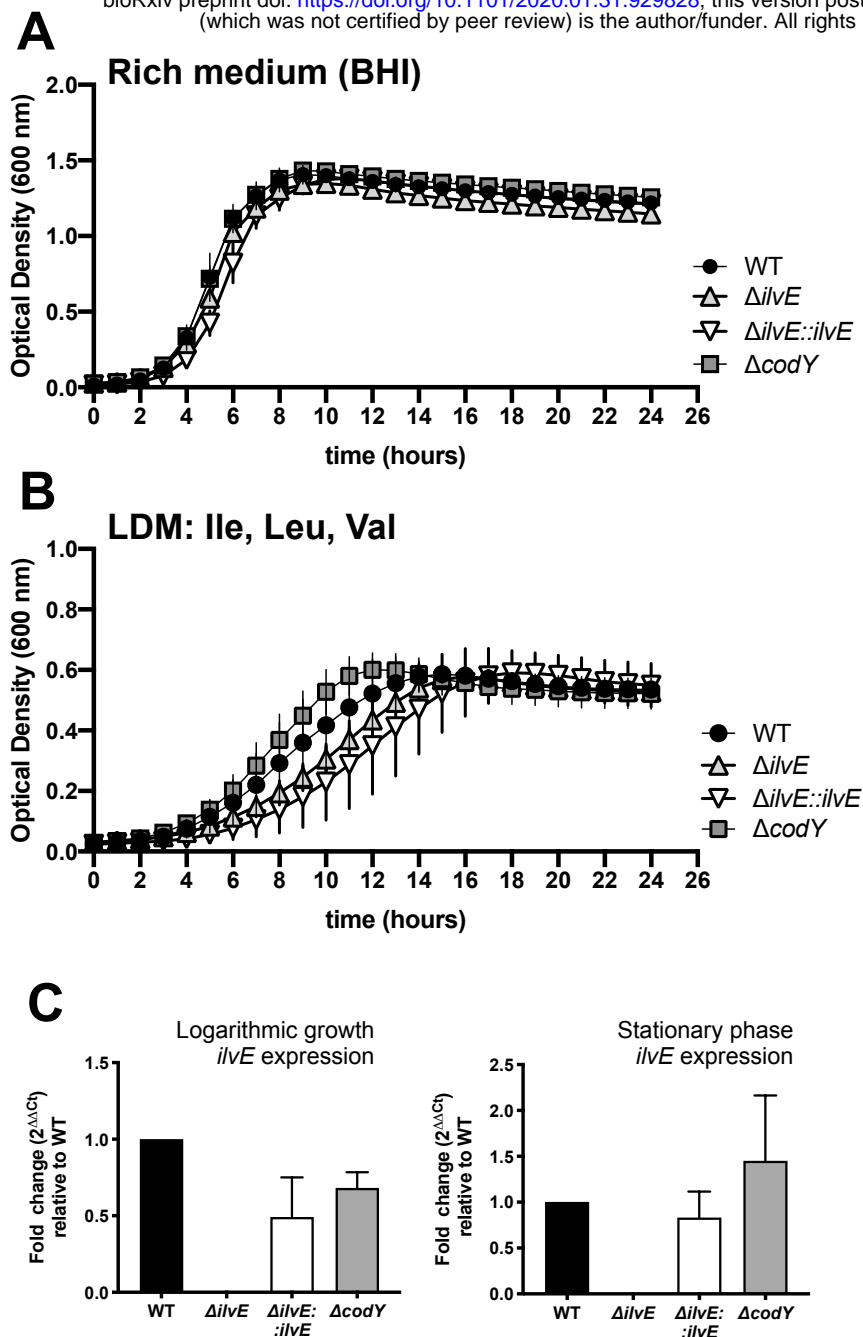 bioRxiv preprint doi: https://doi.org/10.1101/2020.01.31.929828; this version post
(which was not certified by peer review) is the author/funder. All rights
A
Rich medium (BHI)
Optical Density (600 nm)
2.0
1.5
1.0
0.5
0.0
0 2 4 6 8 10 12 14 16 18 20 22 24 26
time (hours)
WT
ΔilvE
ΔilvE::ilvE
ΔcodY
B
LDM: Ile, Leu, Val
Optical Density (600 nm)
1.0
0.8
0.6
0.4
0.2
0.0
0 2 4 6 8 10 12 14 16 18 20 22 24 26
time (hours)
WT
ΔilvE
ΔilvE::ilvE
ΔcodY
C
Logarithmic growth
ilvE expression
Fold change (2^ΔΔCt)
relative to WT
1.5
1.0
0.5
0.0
WT ΔilvE ΔilvE: ΔcodY
:ilvE
Stationary phase
ilvE expression
Fold change (2^ΔΔCt)
relative to WT
2.5
2.0
1.5
1.0
0.5
0.0
WT ΔilvE ΔilvE: ΔcodY
:ilvE